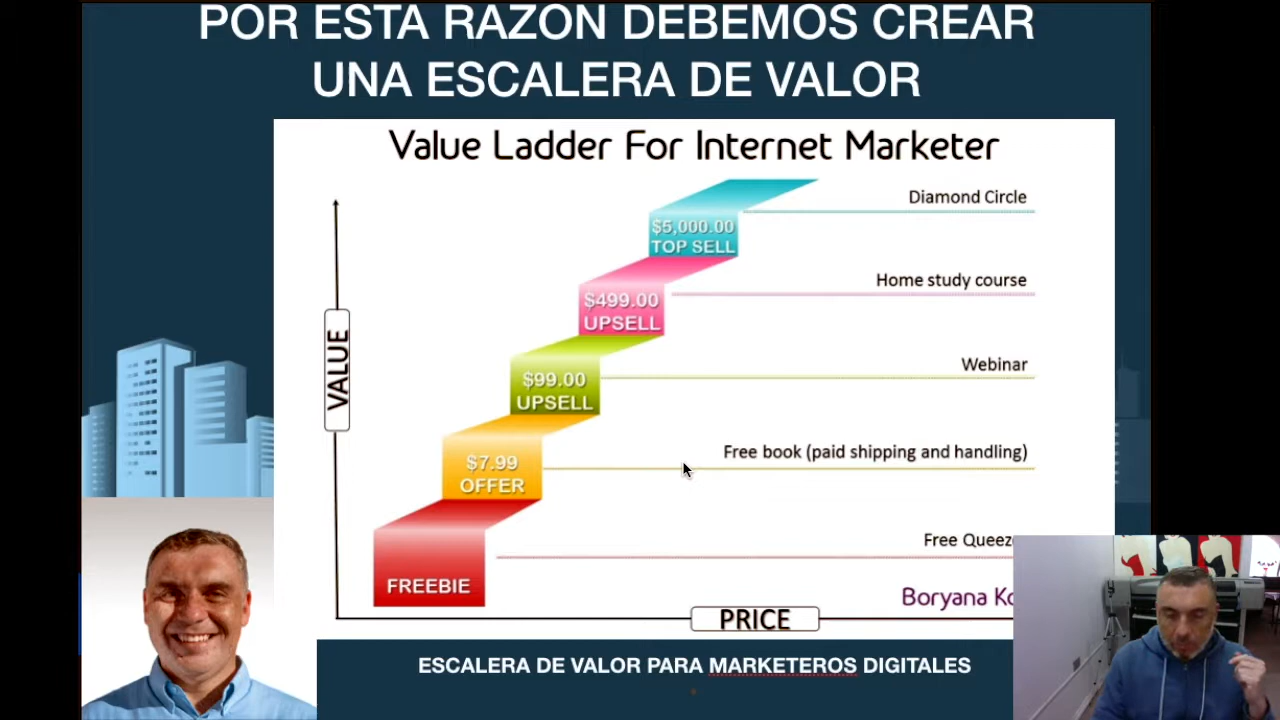 POR ESTA RAZON DEBEMOS CREAR
UNA ESCALERA DE VALOR
Value Ladder For Internet Marketer
Diamond Circle
$5,000.00
TOP SELL
Home study course
$499.00
UPSELL
Webinar
$99.00
UPSELL
Free book (paid shipping and handling)
$7.99
OFFER
Free
FREEBIE
Boryana
VALUE
PRICE
ESCALERA DE VALOR PARA MARKETEROS DIGITALES